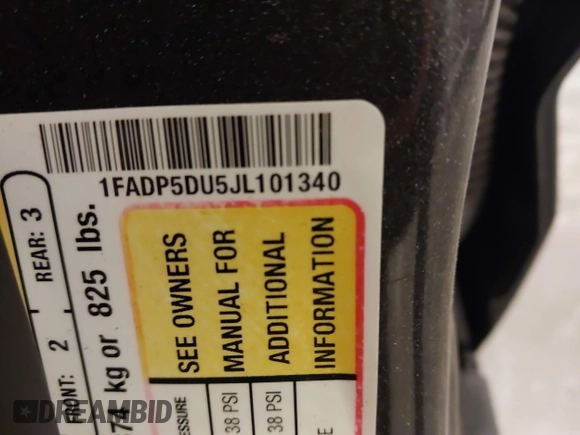 1FADP5DU5JL101340
FRONT: 2 REAR: 3
74 kg or 825 lbs.
SEE OWNERS
MANUAL FOR
ADDITIONAL
INFORMATION
38 PSI
38 PSI
DREAMBID